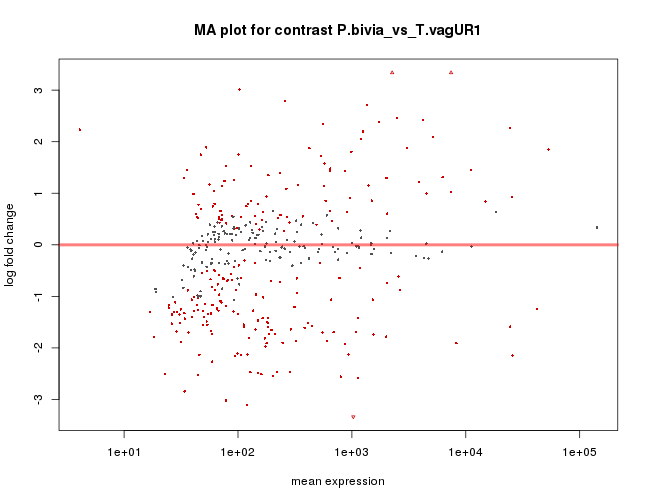 MA plot for contrast P.bivia_vs_T.vagUR1
log fold change
3
2
1
0
-1
-2
-3
1e+01 1e+02 1e+03 1e+04 1e+05
mean expression